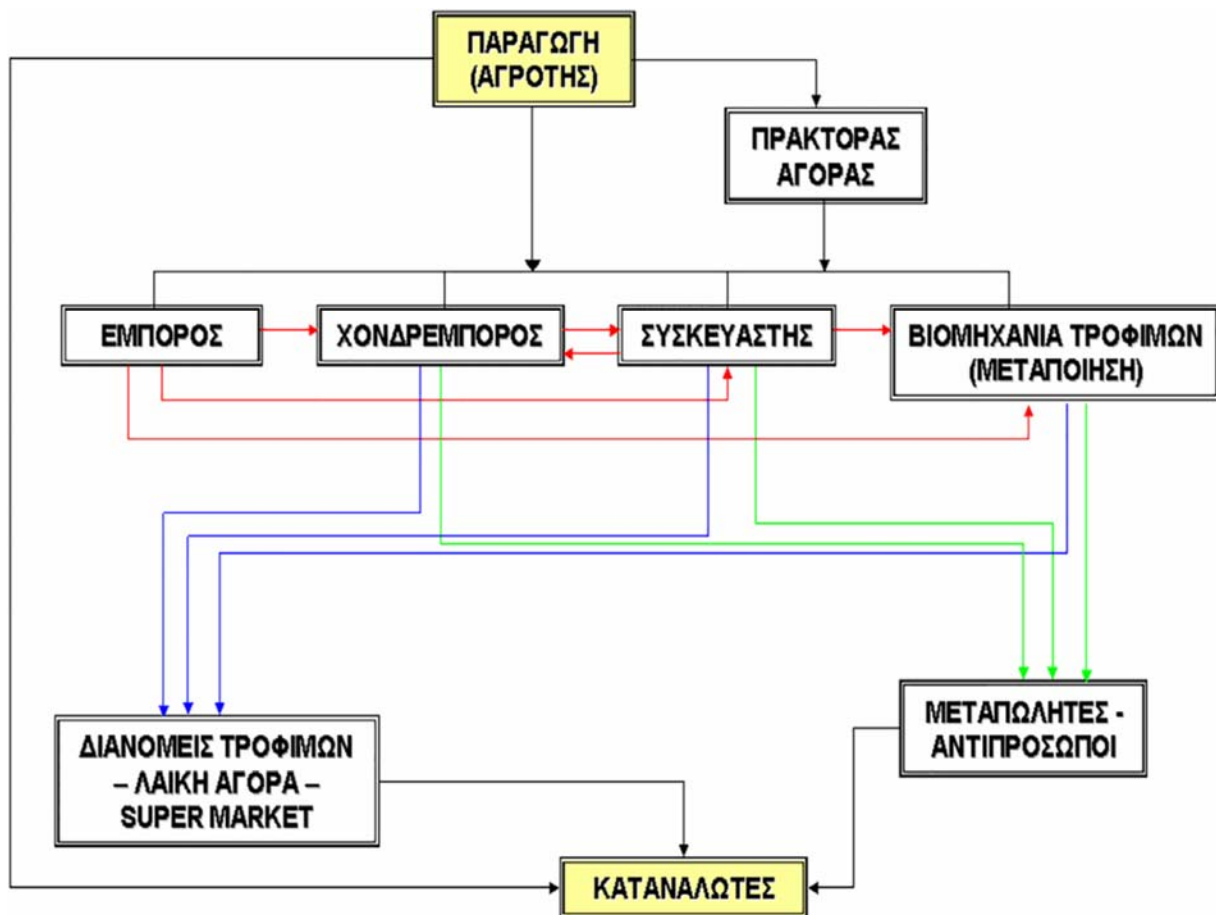 ΠΑΡΑΓΩΓΗ
(ΑΓΡΟΤΗΣ)
ΠΡΑΚΤΟΡΑΣ
ΑΓΟΡΑΣ
ΕΜΠΟΡΟΣ
ΧΟΝΔΡΕΜΠΟΡΟΣ
ΣΥΣΚΕΥΑΣΤΗΣ
ΒΙΟΜΗΧΑΝΙΑ ΤΡΟΦΙΜΩΝ
(ΜΕΤΑΠΟΙΗΣΗ)
ΔΙΑΝΟΜΕΙΣ ΤΡΟΦΙΜΩΝ
– ΛΑΙΚΗ ΑΓΟΡΑ –
SUPER MARKET
ΜΕΤΑΠΩΛΗΤΕΣ -
ΑΝΤΙΠΡΟΣΩΠΟΙ
ΚΑΤΑΝΑΛΩΤΕΣ